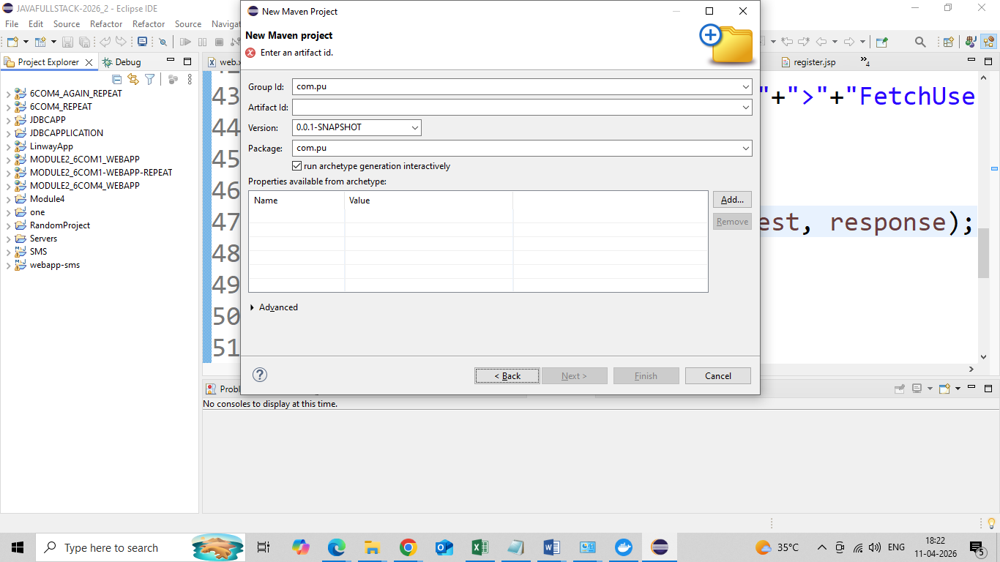 JAVAFULLSTACK-2026_2 - Eclipse IDE
File Edit Source Refactor Refactor Source Navigat
Project Explorer
Debug
6COM4_AGAIN_REPEAT
6COM4_REPEAT
JDBCAPP
JDBCAPPLICATION
LinwayApp
MODULE2_6COM1_WEBAPP
MODULE2_6COM1-WEBAPP-REPEAT
MODULE2_6COM4_WEBAPP
Module4
one
RandomProject
Servers
SMS
webapp-sms
web.x
register.jsp
»4
43 "+">"+"FetchUse
44
45
46
47 est, response);
48
49
50
51
New Maven Project
New Maven project
Enter an artifact id.
Group Id: com.pu
Artifact Id:
Version: 0.0.1-SNAPSHOT
Package: com.pu
run archetype generation interactively
Properties available from archetype:
Name Value
Add...
Remove
Advanced
?
< Back Next > Finish Cancel
Probl
No consoles to display at this time.
Type here to search
35°C
ENG
18:22
11-04-2026
5